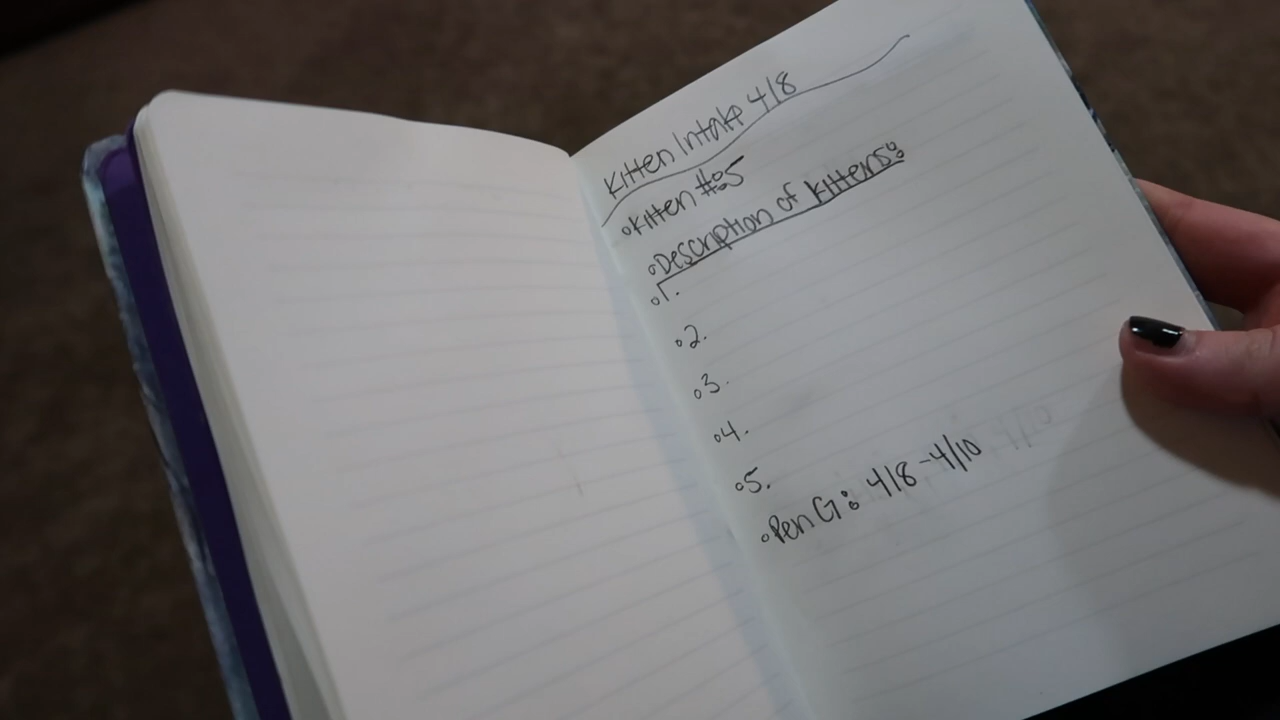 Kitten Intake 4/8
◦Kitten #:5
◦Description of kittens:
◦1.
◦2.
◦3.
◦4.
◦5.
◦Pen G: 4/8-4/10